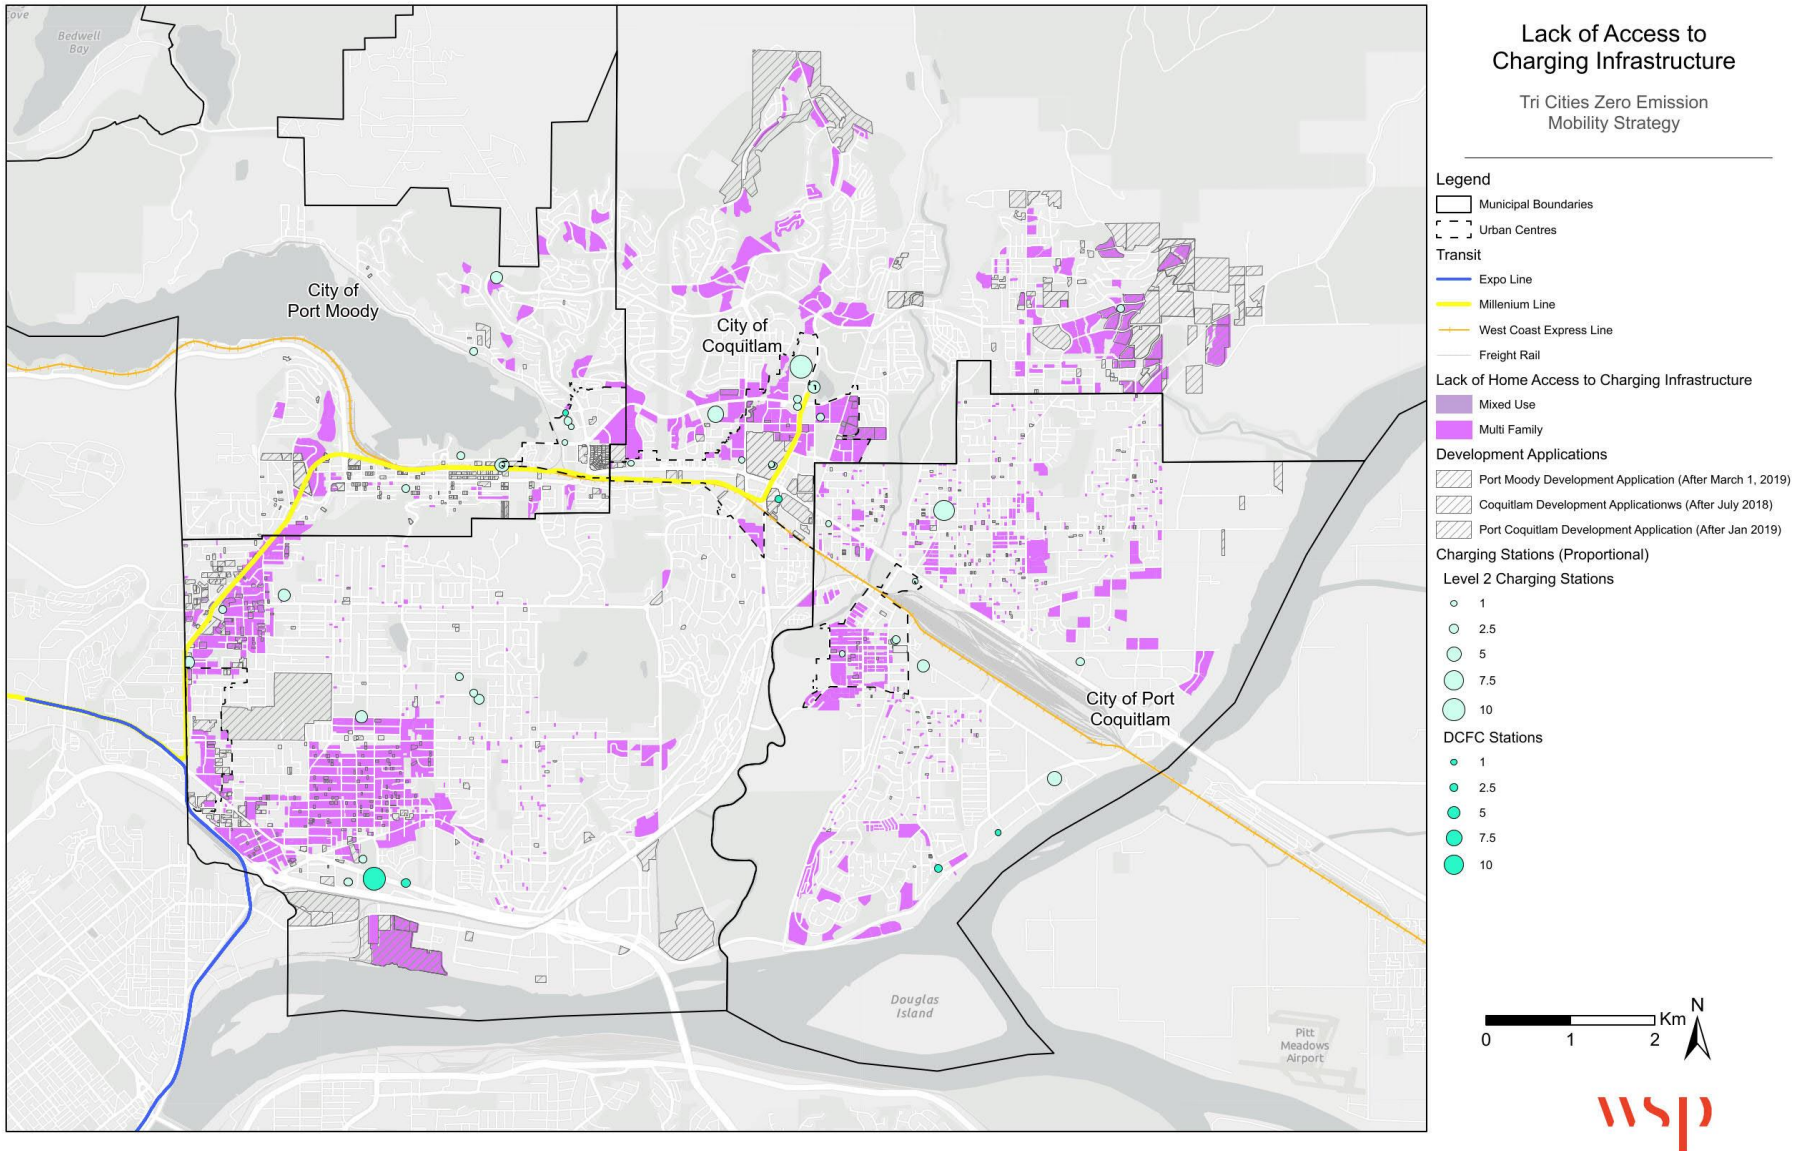 ove
Bedwell
Bay
City of
Port Moody
City of
Coquitlam
City of Port
Coquitlam
Douglas
Island
Pitt
Meadows
Airport
Lack of Access to
Charging Infrastructure
Tri Cities Zero Emission
Mobility Strategy
Legend
Municipal Boundaries
Urban Centres
Transit
Expo Line
Millenium Line
West Coast Express Line
Freight Rail
Lack of Home Access to Charging Infrastructure
Mixed Use
Multi Family
Development Applications
Port Moody Development Application (After March 1, 2019)
Coquitlam Development Applicationws (After July 2018)
Port Coquitlam Development Application (After Jan 2019)
Charging Stations (Proportional)
Level 2 Charging Stations
1
2.5
5
7.5
10
DCFC Stations
1
2.5
5
7.5
10
N
Km
0 1 2
wsp